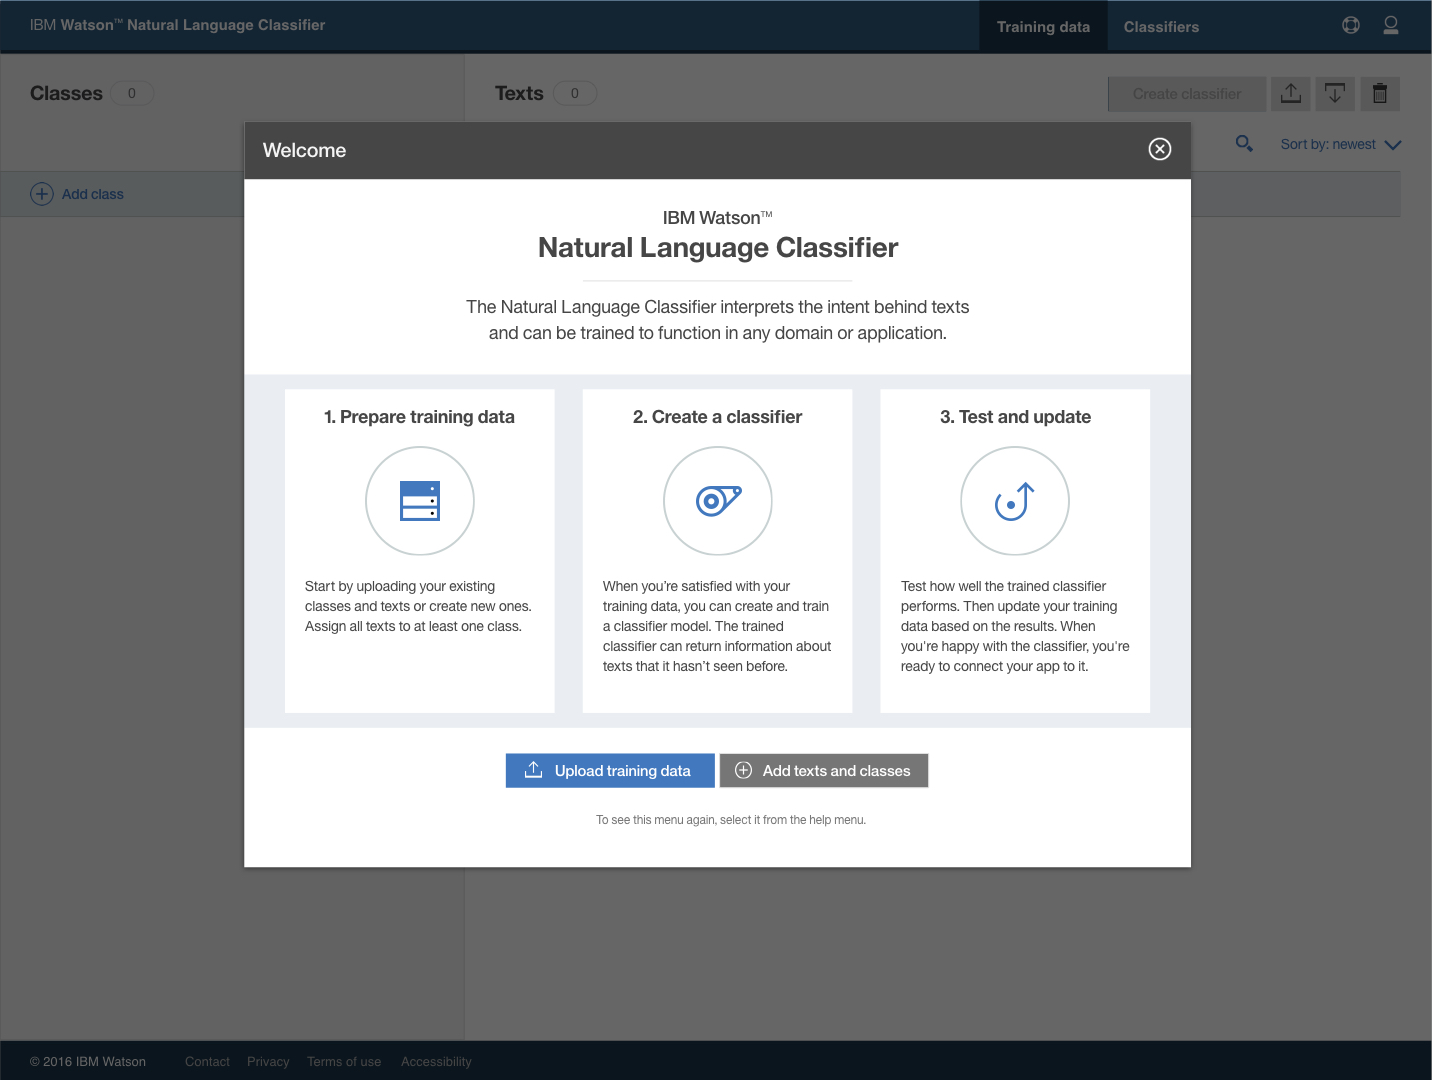 IBM Watson™ Natural Language Classifier
Training data
Classifiers
Classes 0
Texts 0
Create classifier
Sort by: newest
Add class
Welcome
IBM Watson™
Natural Language Classifier
The Natural Language Classifier interprets the intent behind texts
and can be trained to function in any domain or application.
1. Prepare training data
Start by uploading your existing
classes and texts or create new ones.
Assign all texts to at least one class.
2. Create a classifier
When you’re satisfied with your
training data, you can create and train
a classifier model. The trained
classifier can return information about
texts that it hasn’t seen before.
3. Test and update
Test how well the trained classifier
performs. Then update your training
data based on the results. When
you're happy with the classifier, you're
ready to connect your app to it.
Upload training data
Add texts and classes
To see this menu again, select it from the help menu.
© 2016 IBM Watson
Contact
Privacy
Terms of use
Accessibility